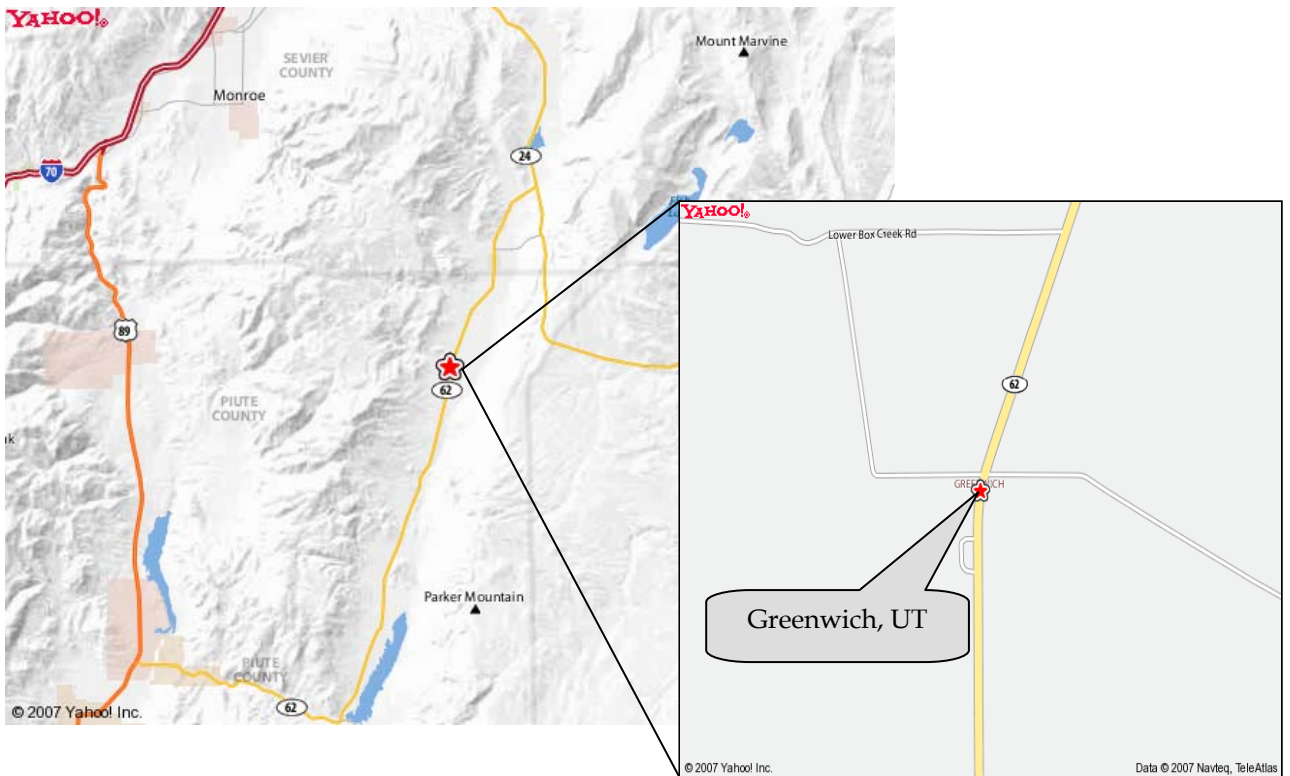 YAHOO!®
Mount Marvine
SEVIER
COUNTY
Monroe
24
70
89
62
PIUTE
COUNTY
Parker Mountain
PIUTE
COUNTY
62
© 2007 Yahoo! Inc.
YAHOO!®
Lower Box Creek Rd
62
Greenwich, UT
© 2007 Yahoo! Inc.
Data © 2007 Navteq, TeleAtlas